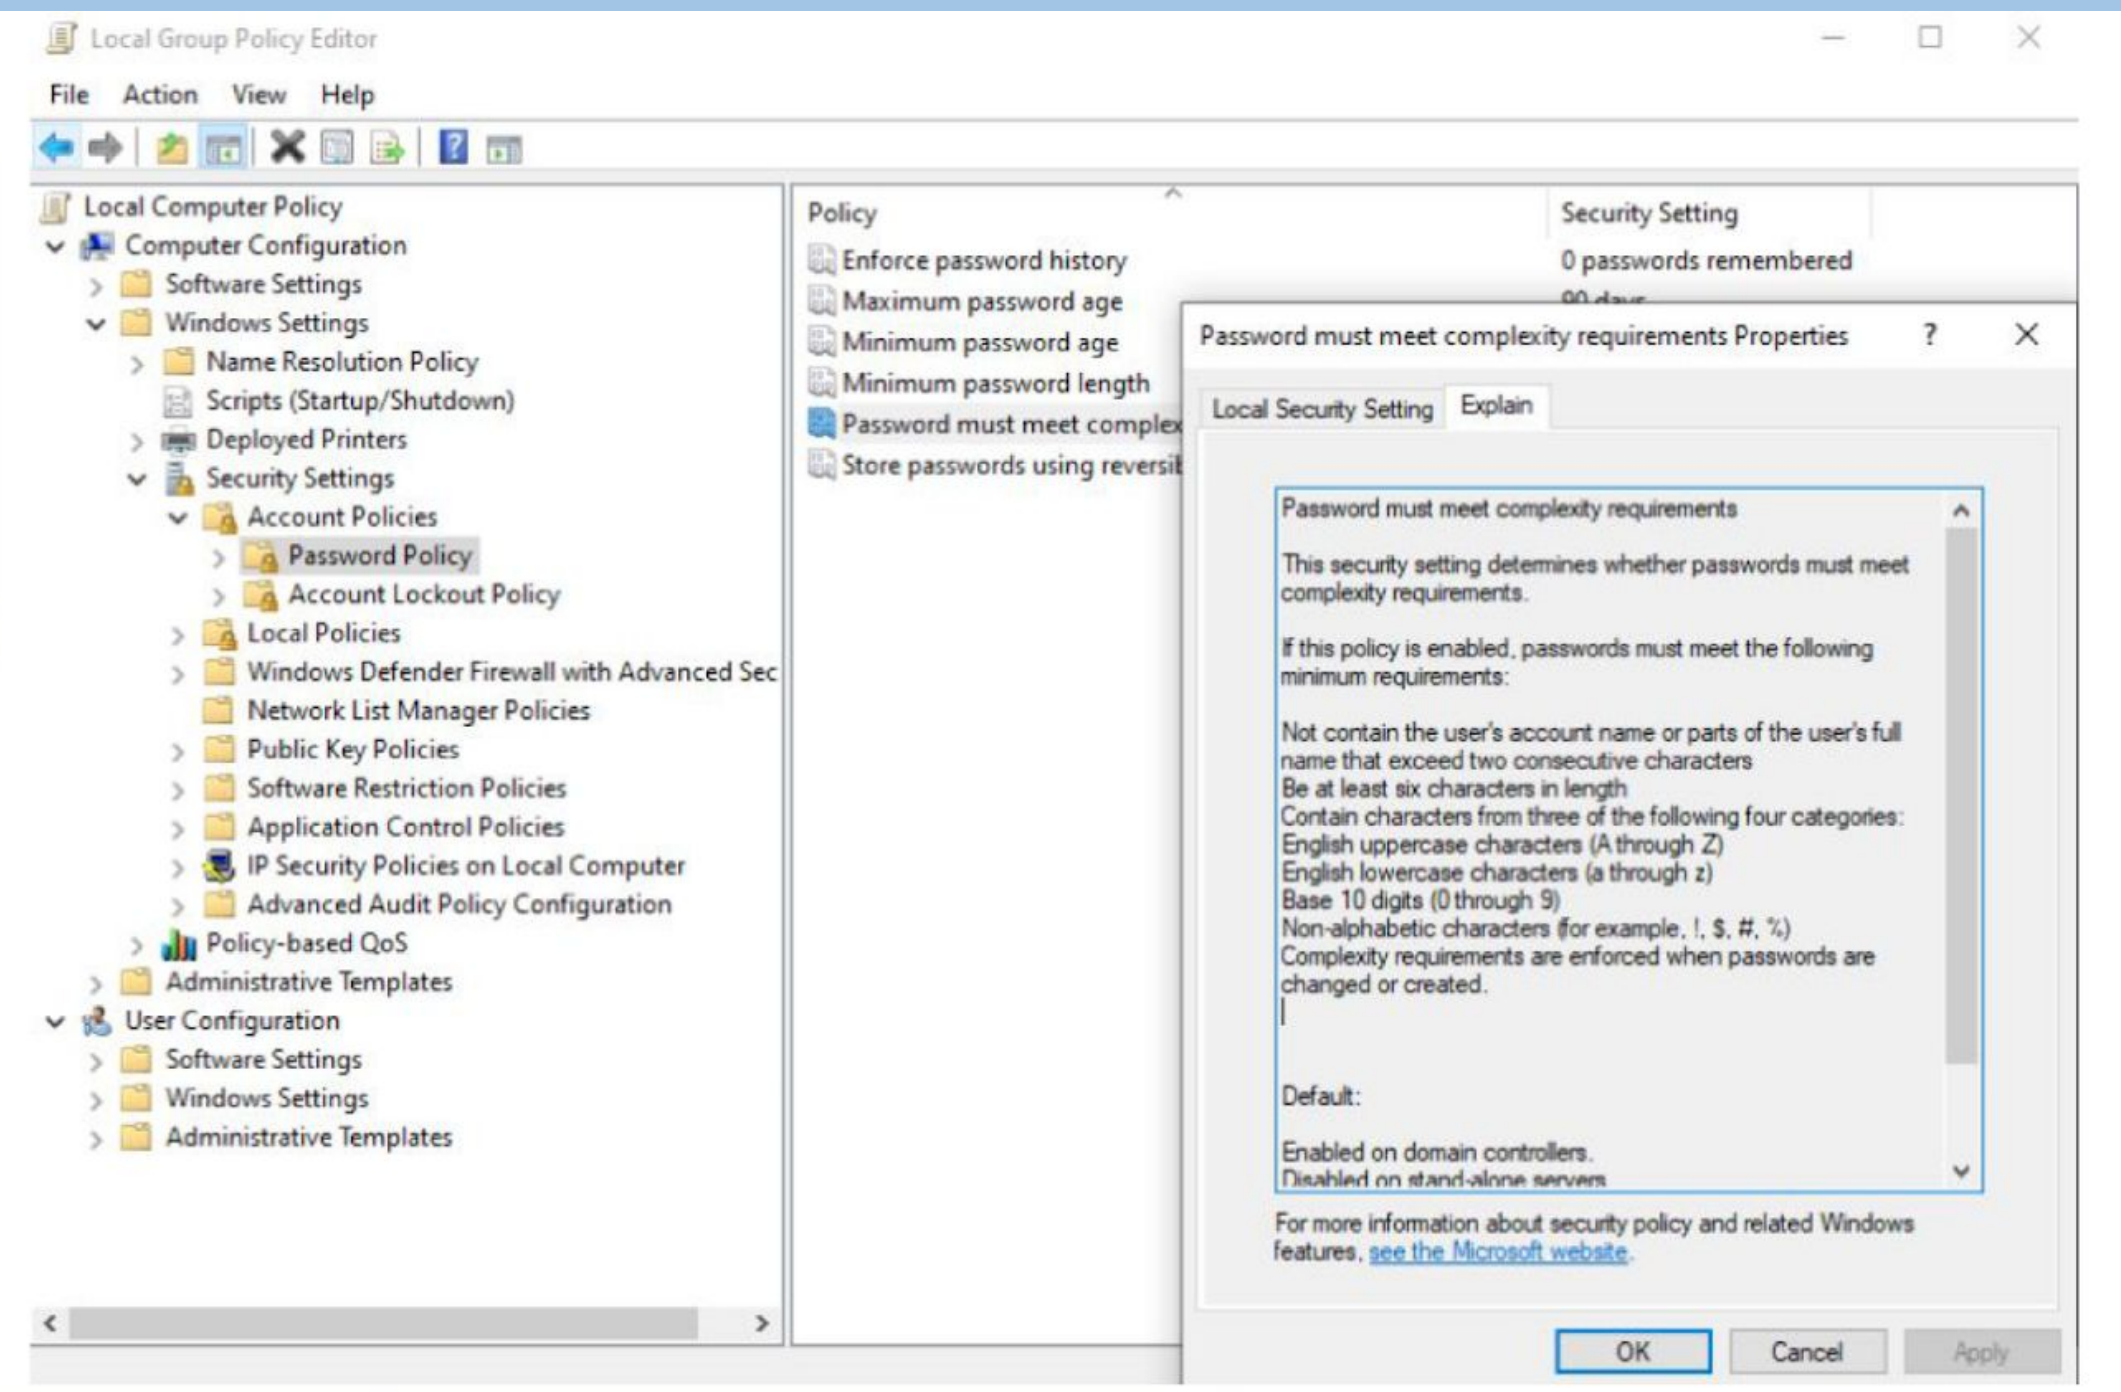 Local Group Policy Editor
File Action View Help
Local Computer Policy
Computer Configuration
Software Settings
Windows Settings
Name Resolution Policy
Scripts (Startup/Shutdown)
Deployed Printers
Security Settings
Account Policies
Password Policy
Account Lockout Policy
Local Policies
Windows Defender Firewall with Advanced Sec
Network List Manager Policies
Public Key Policies
Software Restriction Policies
Application Control Policies
IP Security Policies on Local Computer
Advanced Audit Policy Configuration
Policy-based QoS
Administrative Templates
User Configuration
Software Settings
Windows Settings
Administrative Templates
Policy Security Setting
Enforce password history 0 passwords remembered
Maximum password age 90 days
Minimum password age
Minimum password length
Password must meet complex
Store passwords using reversib
Password must meet complexity requirements Properties ?
Local Security Setting Explain
Password must meet complexity requirements
This security setting determines whether passwords must meet
complexity requirements.
If this policy is enabled, passwords must meet the following
minimum requirements:
Not contain the user's account name or parts of the user's full
name that exceed two consecutive characters
Be at least six characters in length
Contain characters from three of the following four categories:
English uppercase characters (A through Z)
English lowercase characters (a through z)
Base 10 digits (0 through 9)
Non-alphabetic characters (for example, !, $, #, %)
Complexity requirements are enforced when passwords are
changed or created.
Default:
Enabled on domain controllers.
Disabled on stand-alone servers
For more information about security policy and related Windows
features, see the Microsoft website.
OK Cancel Apply